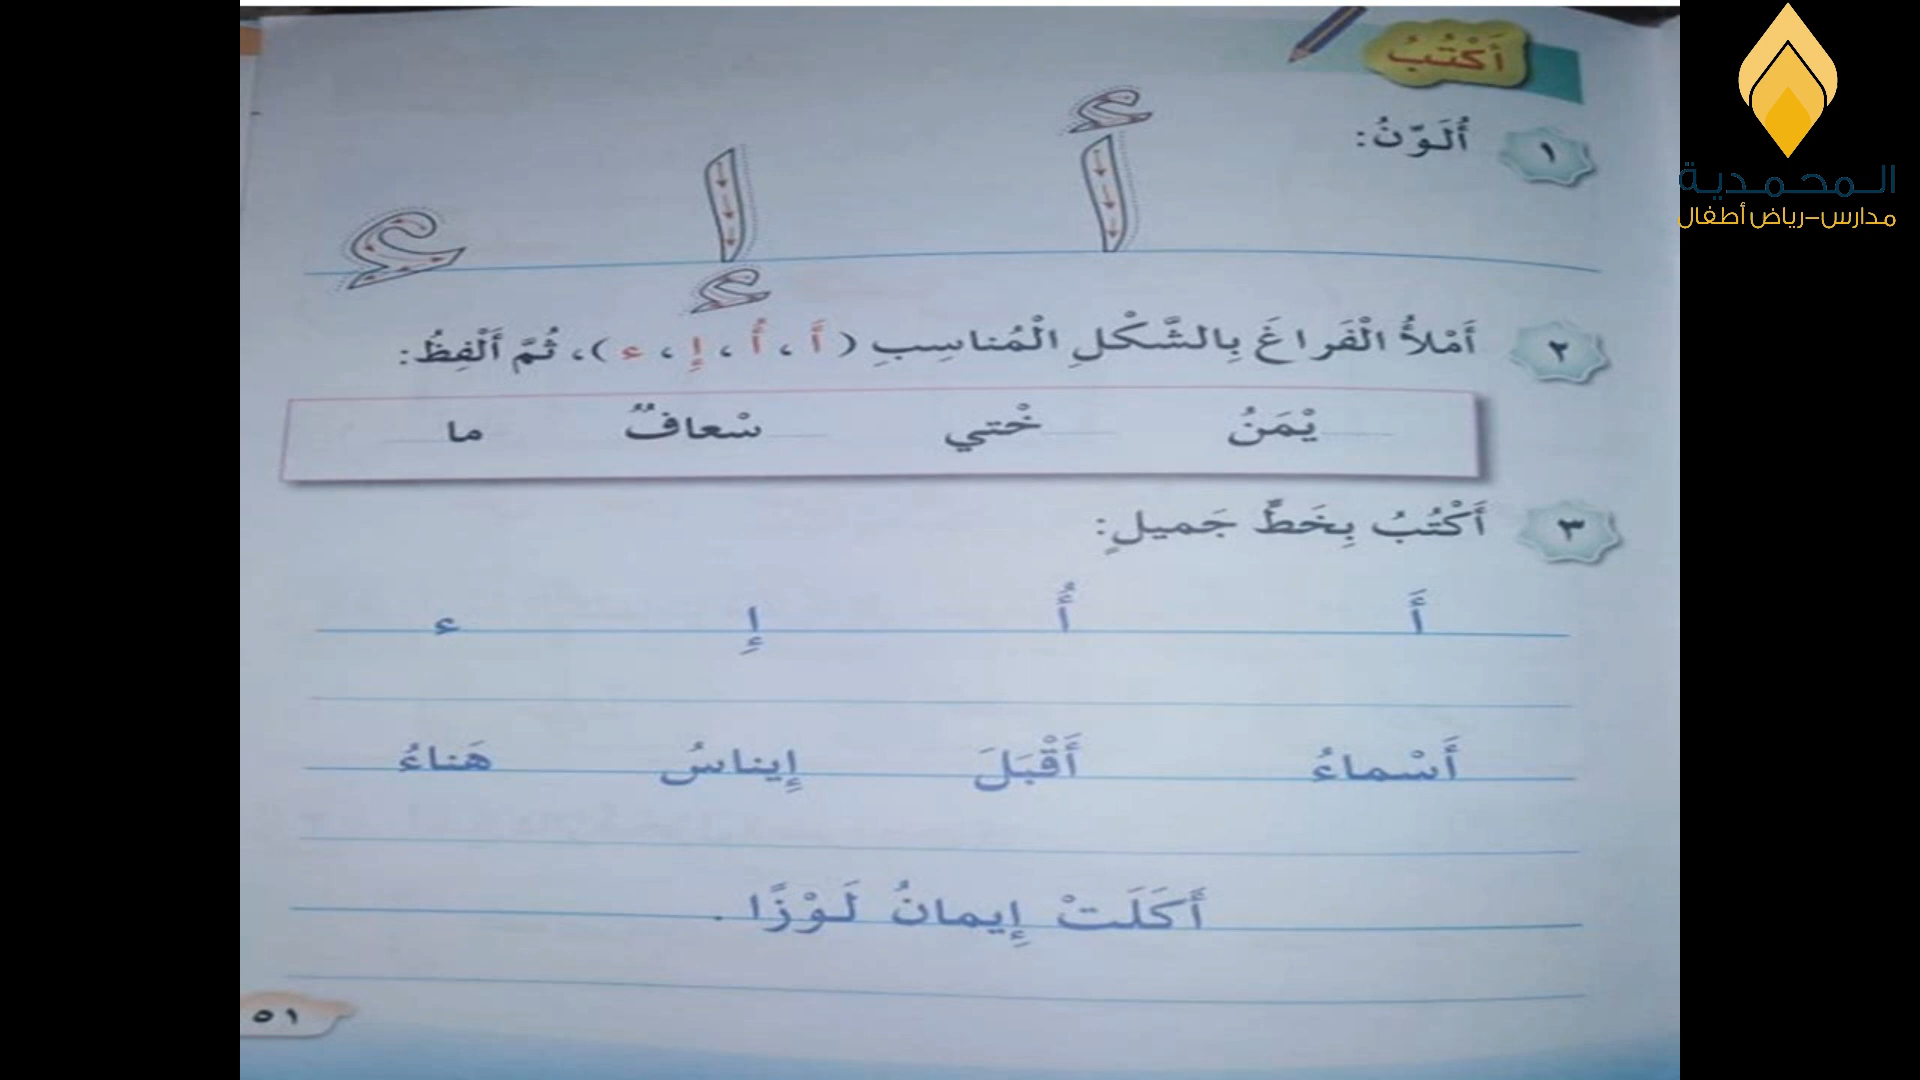 أَكْتُبُ
المحمدية
مدارس-رياض أطفال
١ أُلَوِّنُ:
أ ا ء
ء
٢ أَمْلَأُ الْفَراغَ بِالشَّكْلِ الْمُناسِبِ (أَ، أُ، إِ، ء)، ثُمَّ أَلْفِظُ:
يْمَنُ خْتي سْعافٌ ما
٣ أَكْتُبُ بِخَطٍّ جَميلٍ:
أَ أُ إِ ء
أَسْماءُ أَقْبَلَ إِيناسُ هَناءُ
أَكَلَتْ إِيمانُ لَوْزًا .
٥١